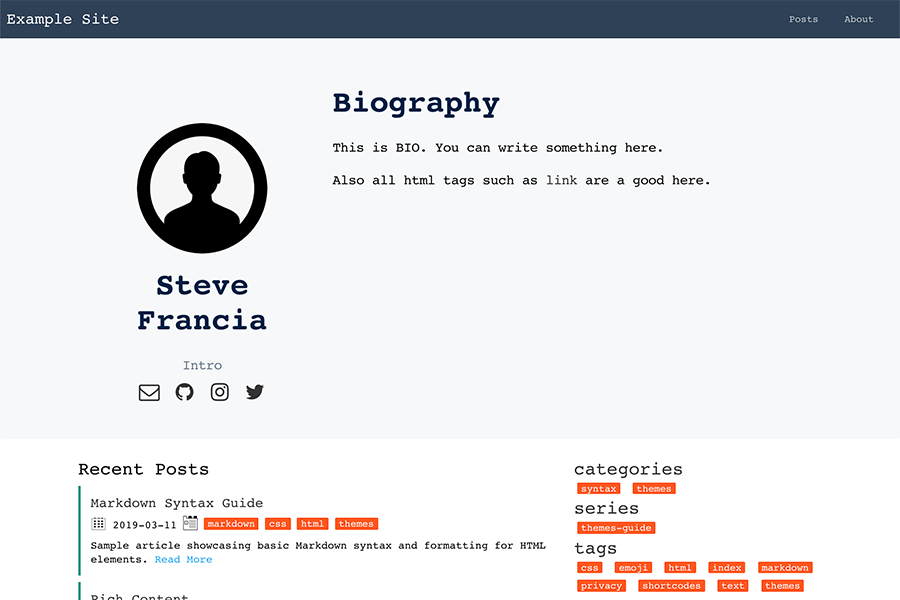 Example Site
Posts
About
Biography
This is BIO. You can write something here.
Also all html tags such as link are a good here.
Steve
Francia
Intro
Recent Posts
Markdown Syntax Guide
2019-03-11 markdown css html themes
Sample article showcasing basic Markdown syntax and formatting for HTML
elements. Read More
Rich Content
categories
syntax themes
series
themes-guide
tags
css emoji html index markdown
privacy shortcodes text themes